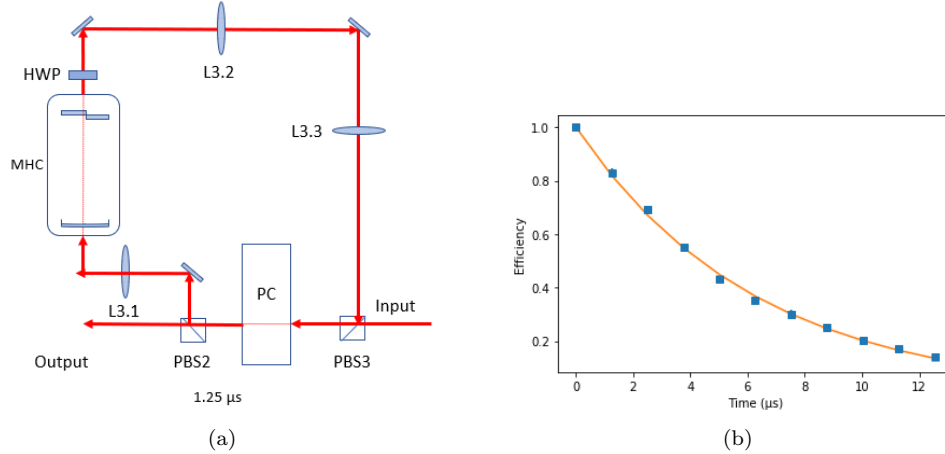 HWP
L3.2
L3.3
MHC
L3.1
PC
Input
Output
PBS2
PBS3
1.25 μs
(a)
1.0
0.8
0.6
0.4
0.2
Efficiency
0 2 4 6 8 10 12
Time (μs)
(b)